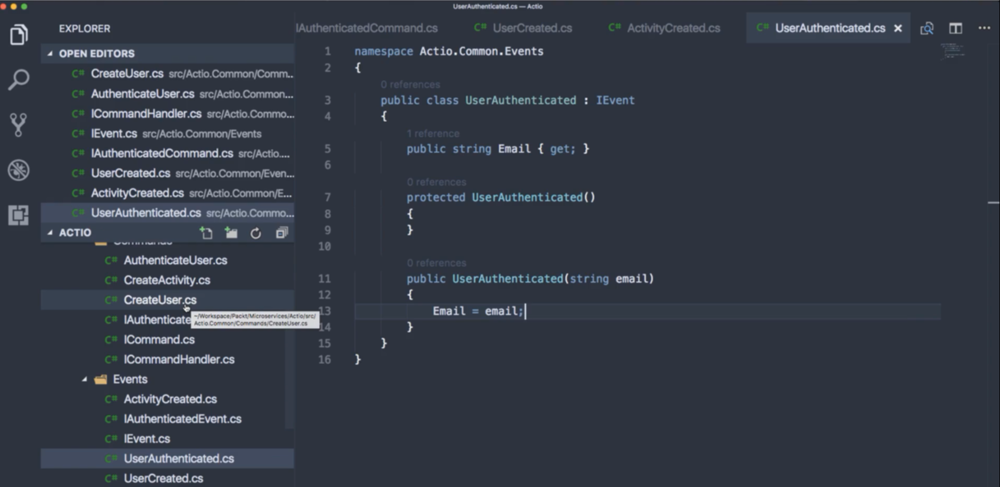 UserAuthenticated.cs — Actio
EXPLORER
OPEN EDITORS
C# CreateUser.cs src/Actio.Common/Comm...
C# AuthenticateUser.cs src/Actio.Common...
C# ICommandHandler.cs src/Actio.Commo...
C# IEvent.cs src/Actio.Common/Events
C# IAuthenticatedCommand.cs src/Actio....
C# UserCreated.cs src/Actio.Common/Even...
C# ActivityCreated.cs src/Actio.Common/E...
C# UserAuthenticated.cs src/Actio.Commo...
ACTIO
Commands
C# AuthenticateUser.cs
C# CreateActivity.cs
C# CreateUser.cs
~/Workspace/Packt/Microservices/Actio/src/
Actio.Common/Commands/CreateUser.cs
C# IAuthenticate
C# ICommand.cs
C# ICommandHandler.cs
Events
C# ActivityCreated.cs
C# IAuthenticatedEvent.cs
C# IEvent.cs
C# UserAuthenticated.cs
C# UserCreated.cs
IAuthenticatedCommand.cs C# UserCreated.cs C# ActivityCreated.cs C# UserAuthenticated.cs
1 namespace Actio.Common.Events
2 {
0 references
3 public class UserAuthenticated : IEvent
4 {
1 reference
5 public string Email { get; }
6
0 references
7 protected UserAuthenticated()
8 {
9 }
10
0 references
11 public UserAuthenticated(string email)
12 {
13 Email = email;
14 }
15 }
16 }